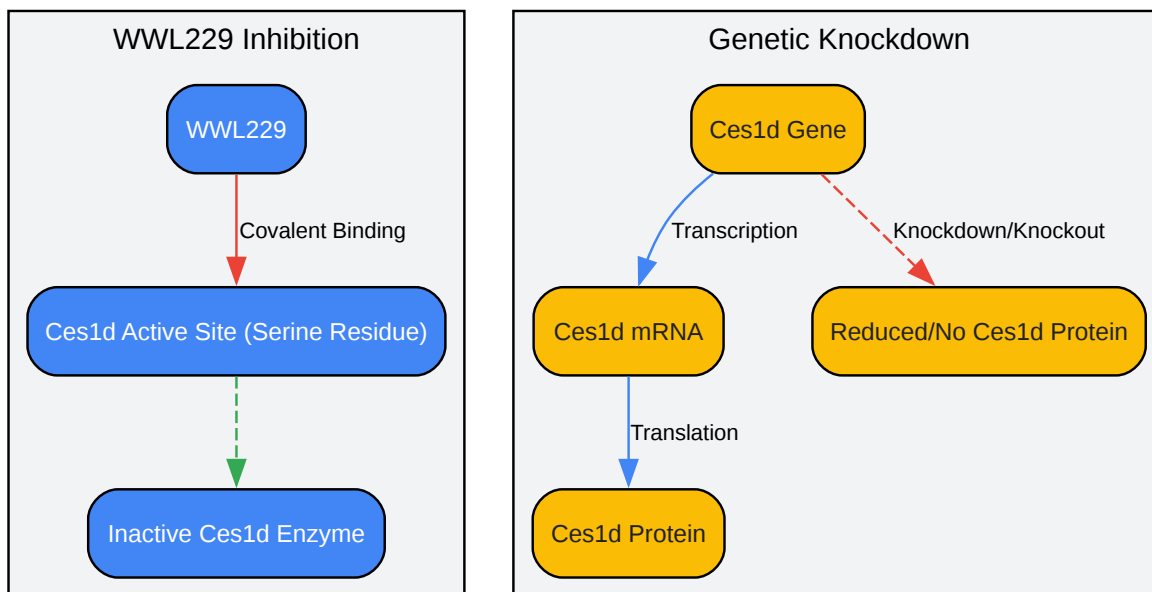 WWL229 Inhibition
WWL229
Covalent Binding
Ces1d Active Site (Serine Residue)
Inactive Ces1d Enzyme
Genetic Knockdown
Ces1d Gene
Transcription
Knockdown/Knockout
Ces1d mRNA
Reduced/No Ces1d Protein
Translation
Ces1d Protein